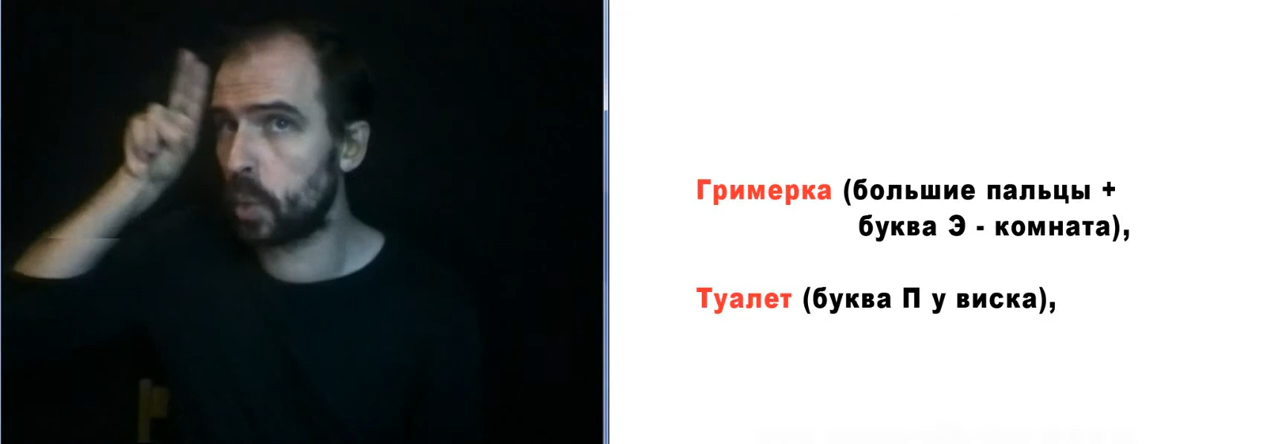 Гримерка (большие пальцы +
буква Э - комната),
Туалет (буква П у виска),